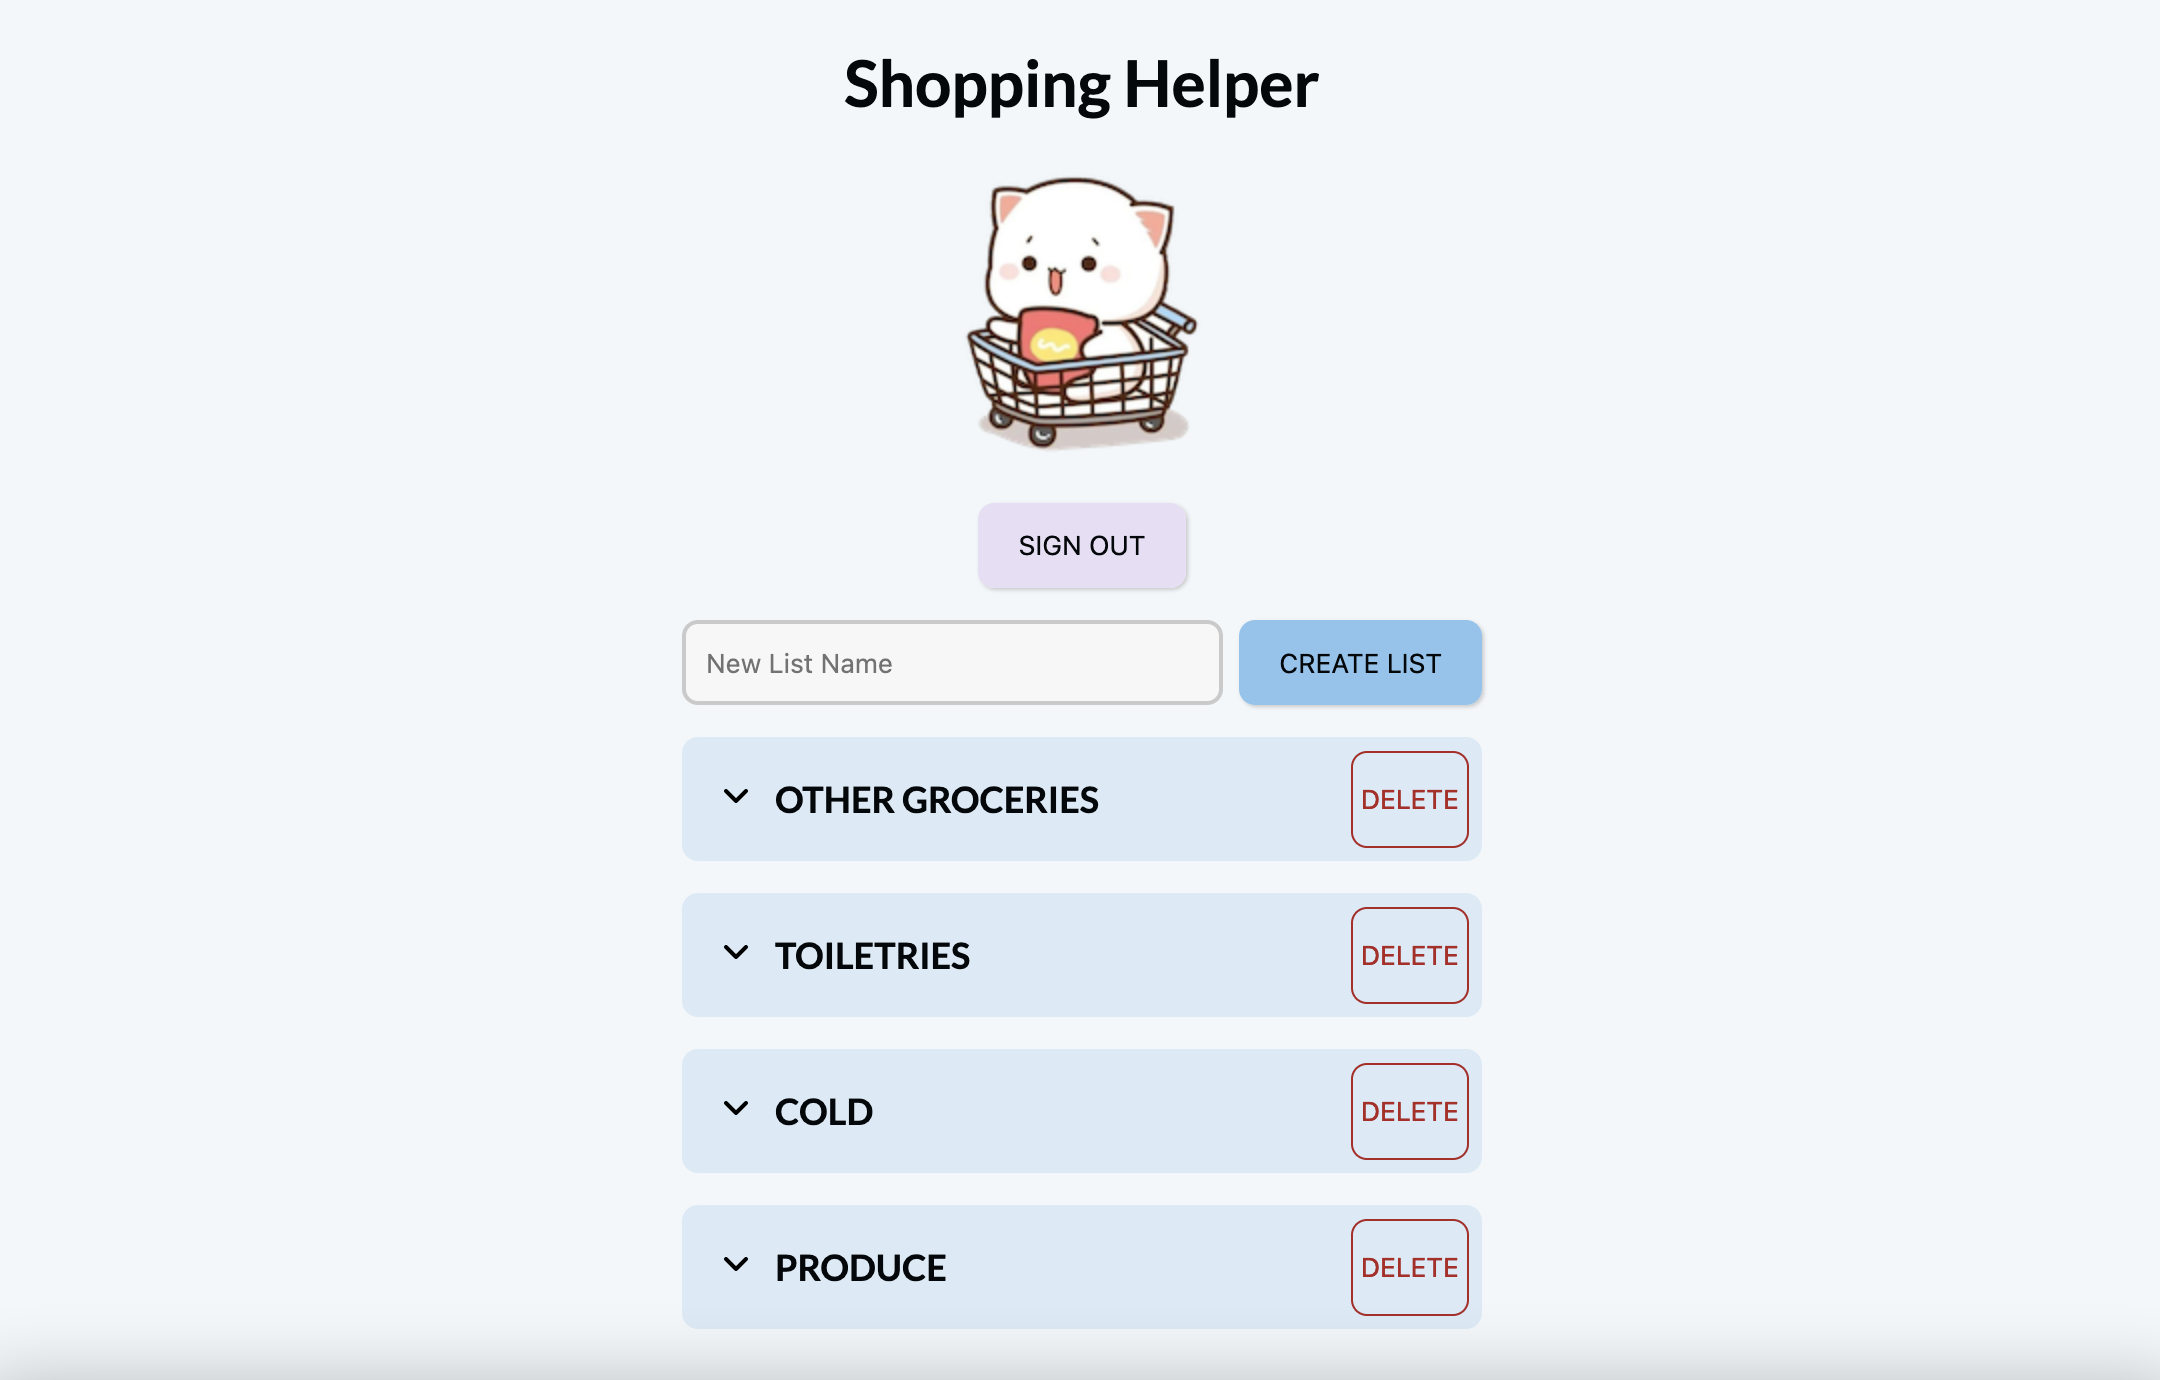 Shopping Helper
SIGN OUT
New List Name
CREATE LIST
OTHER GROCERIES
DELETE
TOILETRIES
DELETE
COLD
DELETE
PRODUCE
DELETE